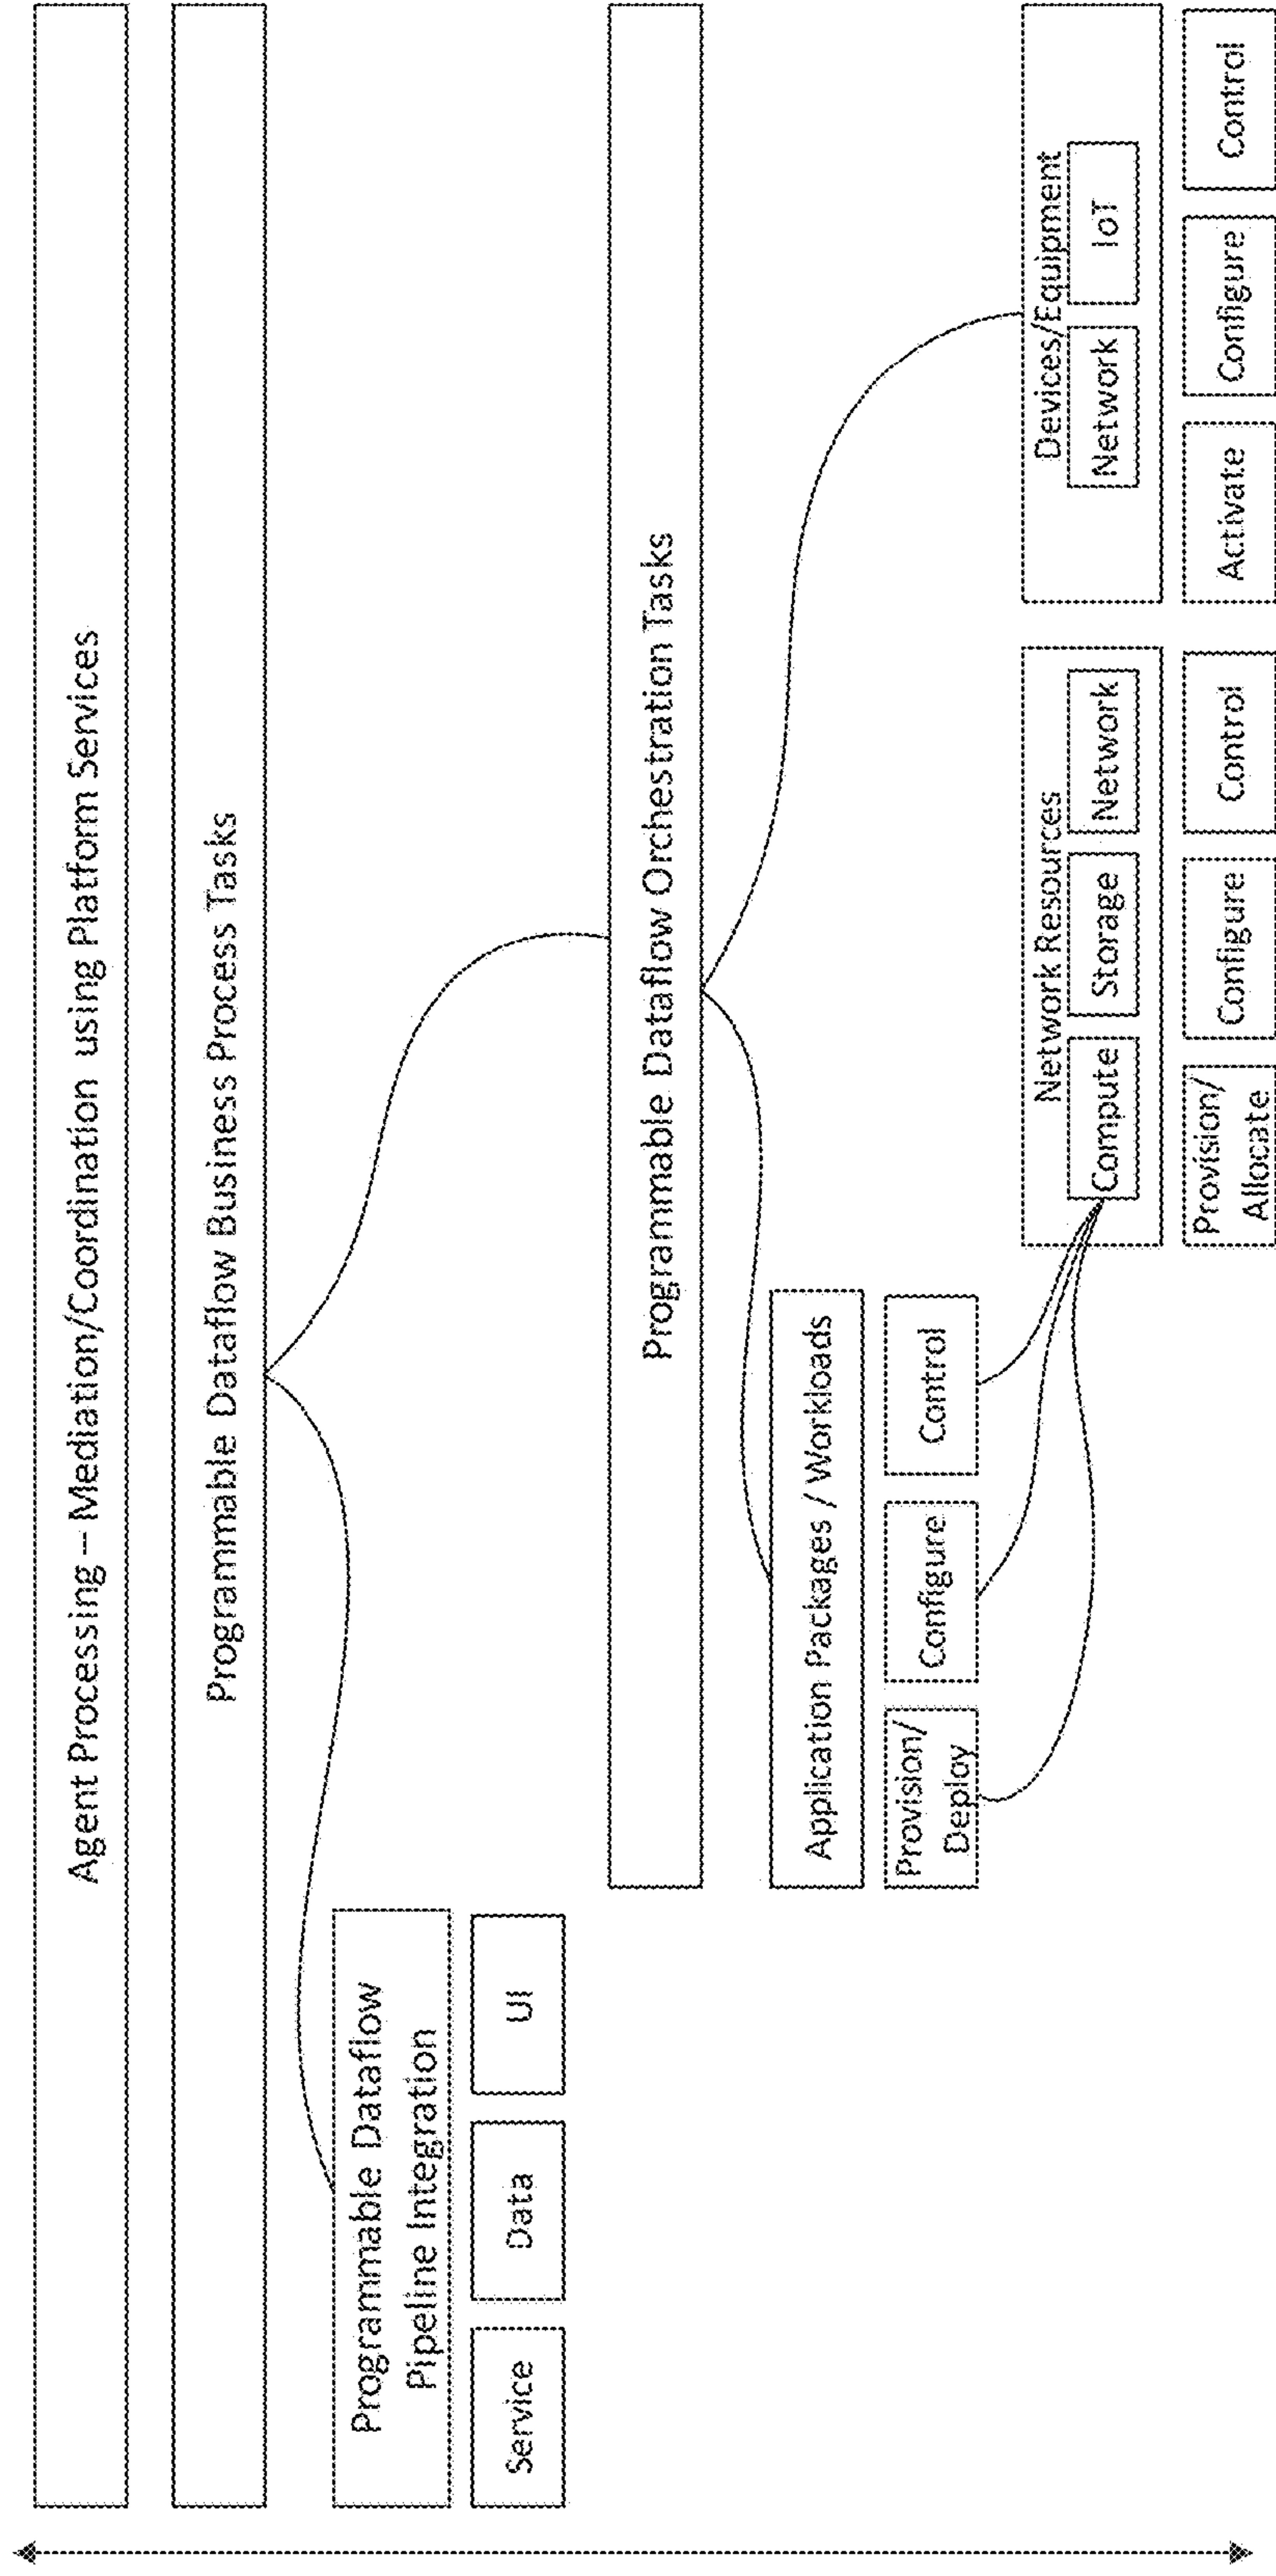 Agent Processing – Mediation/Coordination using Platform Services
Programmable Dataflow Business Process Tasks
Programmable Dataflow
Pipeline Integration
Service
Data
UI
Programmable Dataflow Orchestration Tasks
Application Packages / Workloads
Provision/
Deploy
Configure
Control
Network Resources
Compute
Storage
Network
Provision/
Allocate
Configure
Control
Devices/Equipment
Network
IoT
Activate
Configure
Control